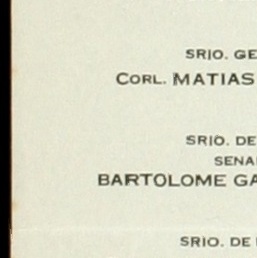 SRIO. GE
CORL. MATIAS
SRIO. DE
SENA
BARTOLOME GA
SRIO. DE